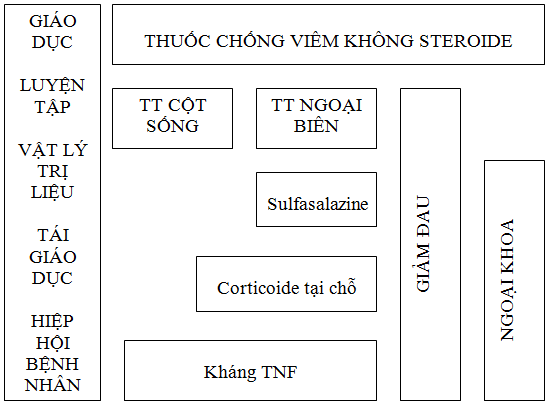 GIÁO
DỤC
LUYỆN
TẬP
VẬT LÝ
TRỊ
LIỆU
TÁI
GIÁO
DỤC
HIỆP
HỘI
BỆNH
NHÂN
THUỐC CHỐNG VIÊM KHÔNG STEROIDE
TT CỘT
SỐNG
TT NGOẠI
BIÊN
Sulfasalazine
Corticoide tại chỗ
Kháng TNF
GIẢM ĐAU
NGOẠI KHOA